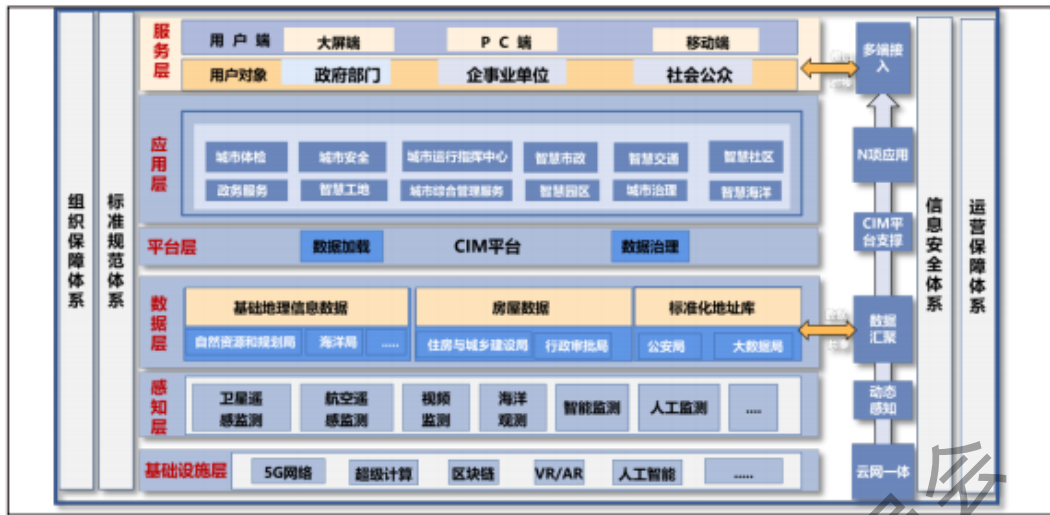 组织保障体系
标准规范体系
服务层
用户端 大屏端 PC端 移动端
用户对象 政府部门 企事业单位 社会公众
应用层
城市体检 城市安全 城市运行指挥中心 智慧市政 智慧交通 智慧社区
政务服务 智慧工地 城市综合管理服务 智慧园区 城市治理 智慧海洋
平台层 数据加载 CIM平台 数据治理
数据层
基础地理信息数据 房屋数据 标准化地址库
自然资源和规划局 海洋局 ..... 住房与城乡建设局 行政审批局 公安局 大数据局
感知层
卫星遥感监测 航空遥感监测 视频监测 海洋观测 智能监测 人工监测 ....
基础设施层 5G网络 超级计算 区块链 VR/AR 人工智能 .....
多端接入
N项应用
CIM平台支撑
数据汇聚
动态感知
云网一体
信息安全体系
运营保障体系